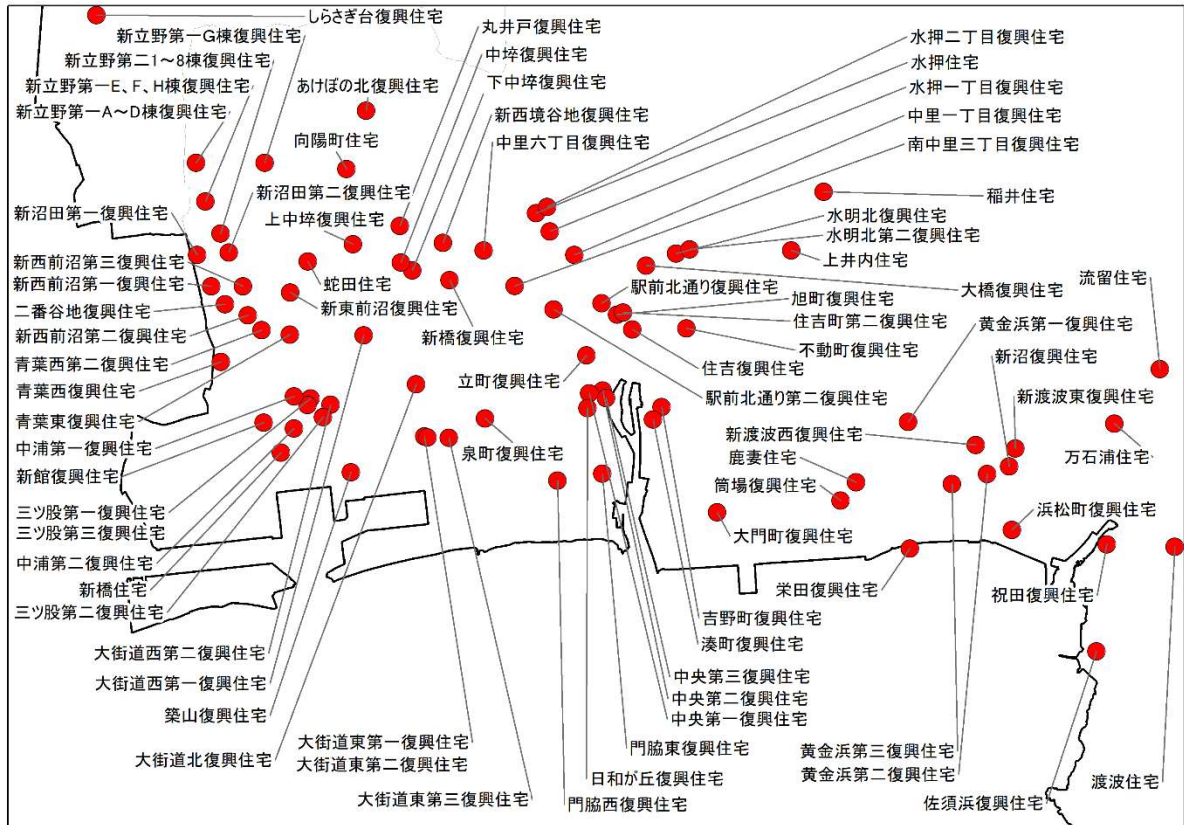 しらさぎ台復興住宅
新立野第一G棟復興住宅
新立野第二1～8棟復興住宅
新立野第一E、F、H棟復興住宅
新立野第一A～D棟復興住宅
あけぼの北復興住宅
向陽町住宅
丸井戸復興住宅
中埣復興住宅
下中埣復興住宅
新西境谷地復興住宅
中里六丁目復興住宅
水押二丁目復興住宅
水押住宅
水押一丁目復興住宅
中里一丁目復興住宅
南中里三丁目復興住宅
稲井住宅
新沼田第二復興住宅
新沼田第一復興住宅
上中埣復興住宅
水明北復興住宅
水明北第二復興住宅
上井内住宅
新西前沼第三復興住宅
新西前沼第一復興住宅
蛇田住宅
二番谷地復興住宅
新東前沼復興住宅
新西前沼第二復興住宅
新橋復興住宅
駅前北通り復興住宅
大橋復興住宅
流留住宅
旭町復興住宅
住吉町第二復興住宅
黄金浜第一復興住宅
不動町復興住宅
新沼復興住宅
青葉西第二復興住宅
住吉復興住宅
立町復興住宅
青葉西復興住宅
駅前北通り第二復興住宅
新渡波東復興住宅
青葉東復興住宅
中浦第一復興住宅
泉町復興住宅
新渡波西復興住宅
鹿妻住宅
万石浦住宅
新館復興住宅
筒場復興住宅
三ツ股第一復興住宅
三ツ股第三復興住宅
浜松町復興住宅
大門町復興住宅
中浦第二復興住宅
栄田復興住宅
新橋住宅
祝田復興住宅
三ツ股第二復興住宅
吉野町復興住宅
湊町復興住宅
大街道西第二復興住宅
大街道西第一復興住宅
中央第三復興住宅
中央第二復興住宅
中央第一復興住宅
築山復興住宅
大街道北復興住宅
大街道東第一復興住宅
大街道東第二復興住宅
大街道東第三復興住宅
門脇東復興住宅
日和が丘復興住宅
門脇西復興住宅
黄金浜第三復興住宅
黄金浜第二復興住宅
佐須浜復興住宅
渡波住宅